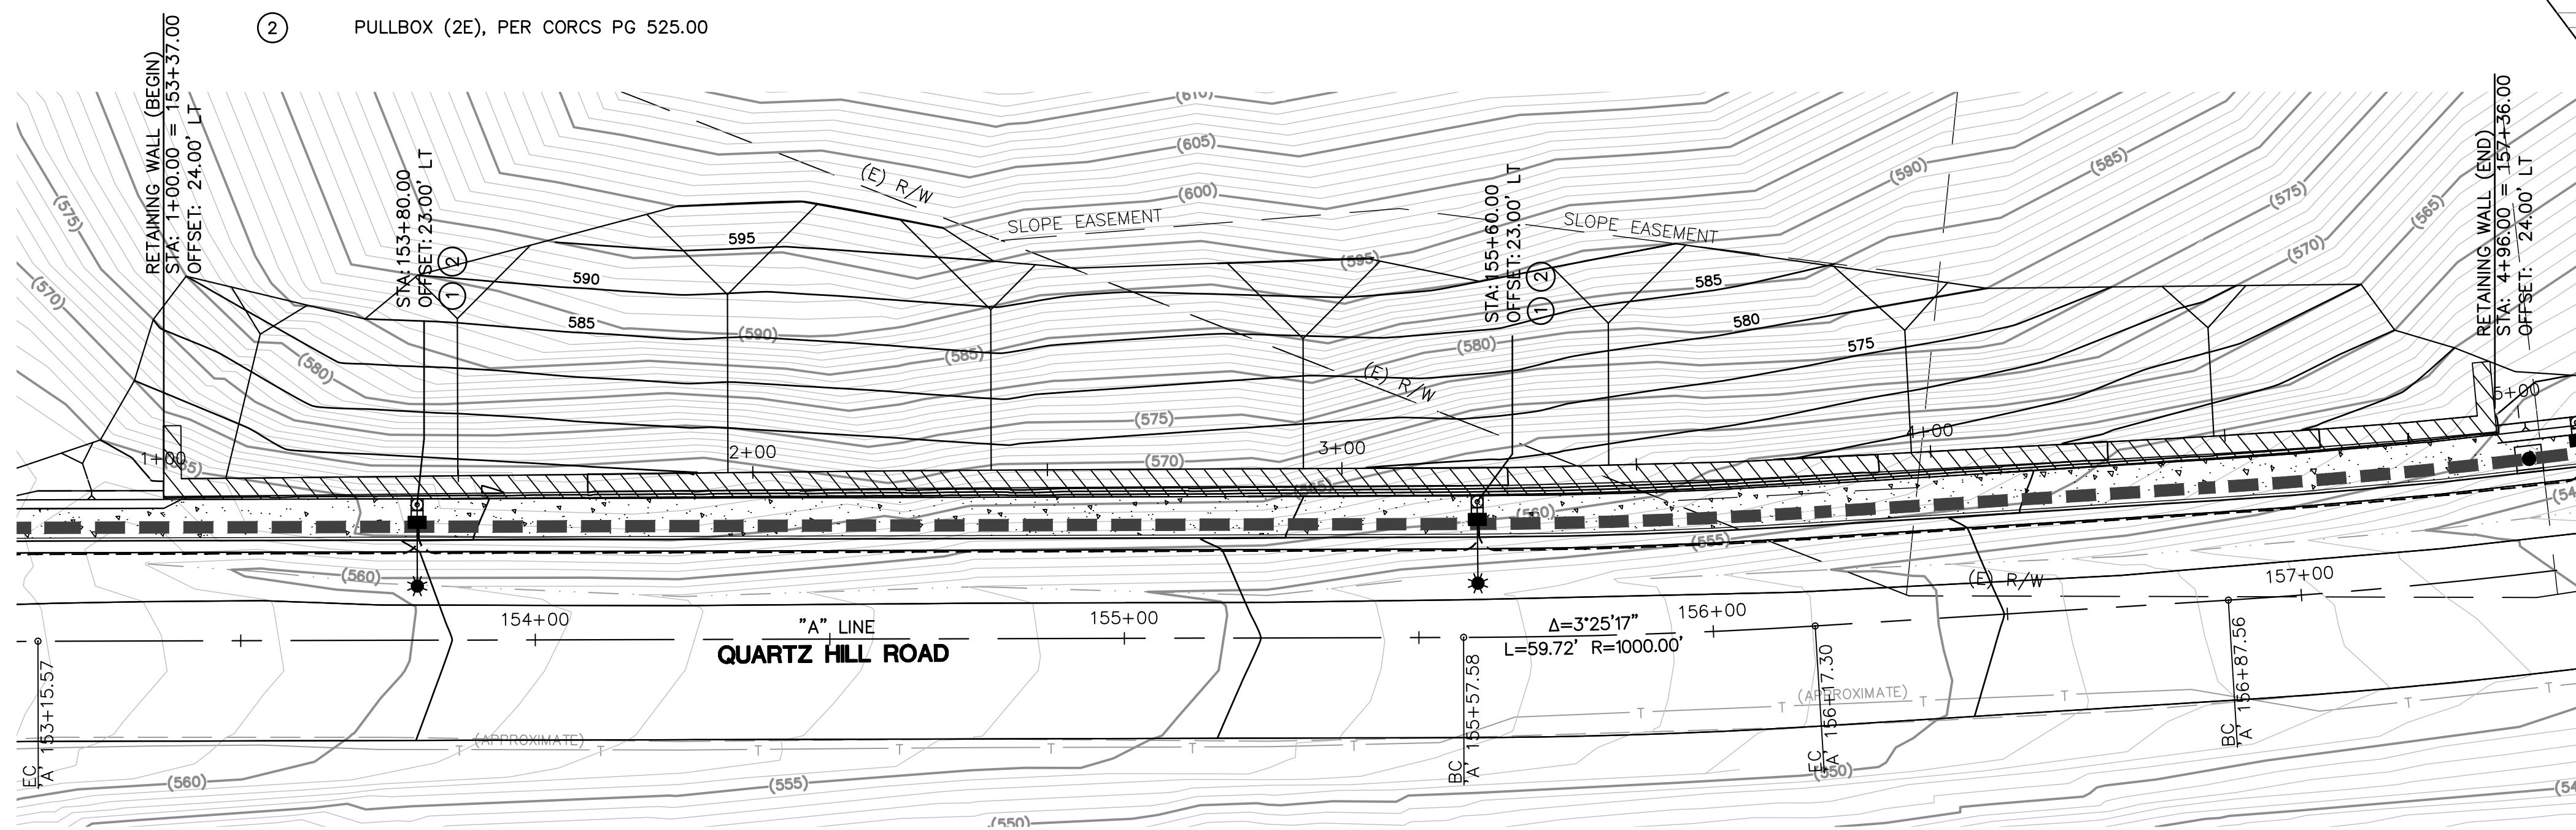 2 PULLBOX (2E), PER CORCS PG 525.00
RETAINING WALL (BEGIN)
STA: 1+00.00 = 153+37.00
OFFSET: 24.00' LT
STA:153+80.00
OFFSET:23.00' LT
1 2
STA:155+60.00
OFFSET:23.00' LT
1 2
RETAINING WALL (END)
STA: 4+96.00 = 157+36.00
OFFSET: 24.00' LT
(610)
(605)
(600)
(E) R/W
SLOPE EASEMENT
SLOPE EASEMENT
(590)
(585)
(575)
(565)
(570)
(575)
(570)
(580)
595
590
585
(595)
585
580
575
(590)
(585)
(580)
(E) R/W
(575)
(570)
1+00
2+00
3+00
4+00
5+00
(560)
(555)
(560)
(E) R/W
154+00
155+00
156+00
157+00
"A" LINE
QUARTZ HILL ROAD
Δ=3°25'17"
L=59.72' R=1000.00'
EC
'A' 153+15.57
BC
'A' 155+57.58
EC
'A' 156+17.30
BC
'A' 156+87.56
(APPROXIMATE)
T T T T T T T
(APPROXIMATE)
T T T T T T
(560)
(555)
(550)
(550)